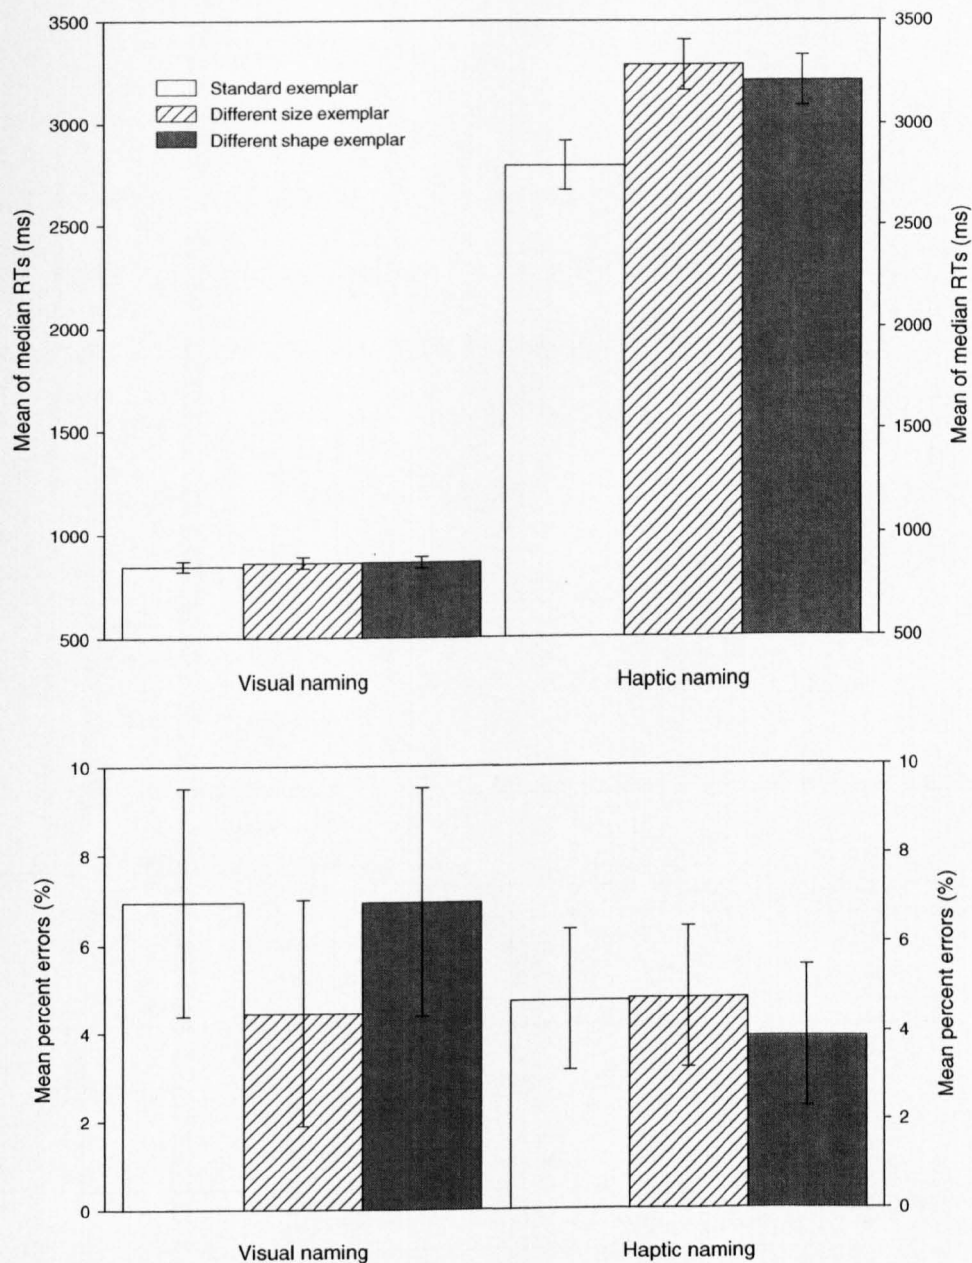 3500
3000
2500
2000
1500
1000
500
Mean of median RTs (ms)
Standard exemplar
Different size exemplar
Different shape exemplar
3500
3000
2500
2000
1500
1000
500
Mean of median RTs (ms)
Visual naming
Haptic naming
10
8
6
4
2
0
Mean percent errors (%)
10
8
6
4
2
0
Mean percent errors (%)
Visual naming
Haptic naming